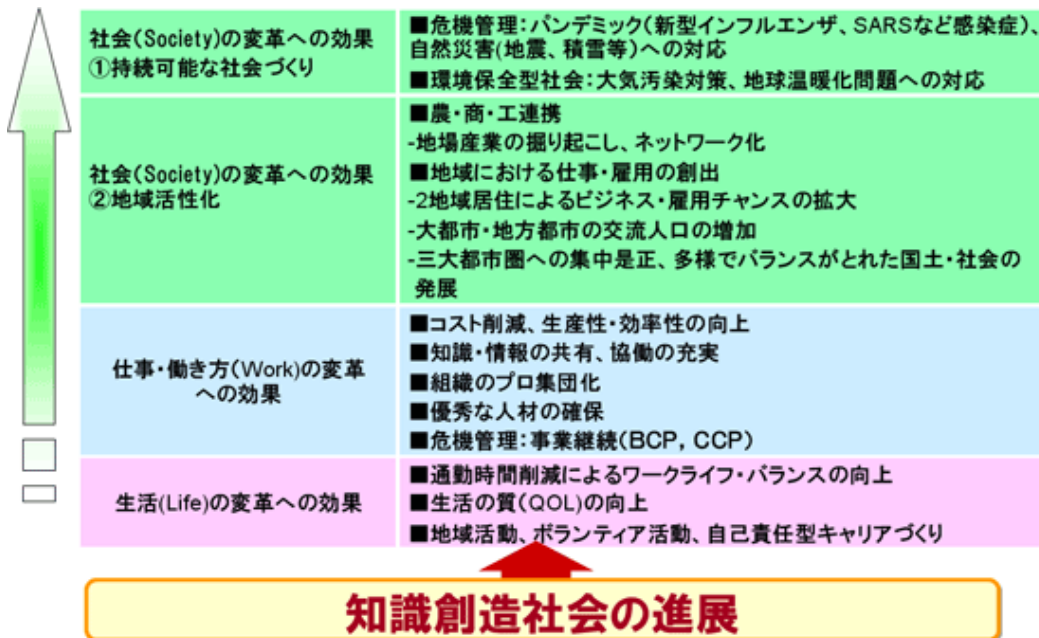 社会(Society)の変革への効果
①持続可能な社会づくり
■危機管理：パンデミック（新型インフルエンザ、SARSなど感染症）、
自然災害(地震、積雪等)への対応
■環境保全型社会：大気汚染対策、地球温暖化問題への対応
社会(Society)の変革への効果
②地域活性化
■農・商・工連携
-地場産業の掘り起こし、ネットワーク化
■地域における仕事・雇用の創出
-2地域居住によるビジネス・雇用チャンスの拡大
-大都市・地方都市の交流人口の増加
-三大都市圏への集中是正、多様でバランスがとれた国土・社会の
発展
仕事・働き方(Work)の変革
への効果
■コスト削減、生産性・効率性の向上
■知識・情報の共有、協働の充実
■組織のプロ集団化
■優秀な人材の確保
■危機管理：事業継続(BCP，CCP)
生活(Life)の変革への効果
■通勤時間削減によるワークライフ・バランスの向上
■生活の質(QOL)の向上
■地域活動、ボランティア活動、自己責任型キャリアづくり
知識創造社会の進展